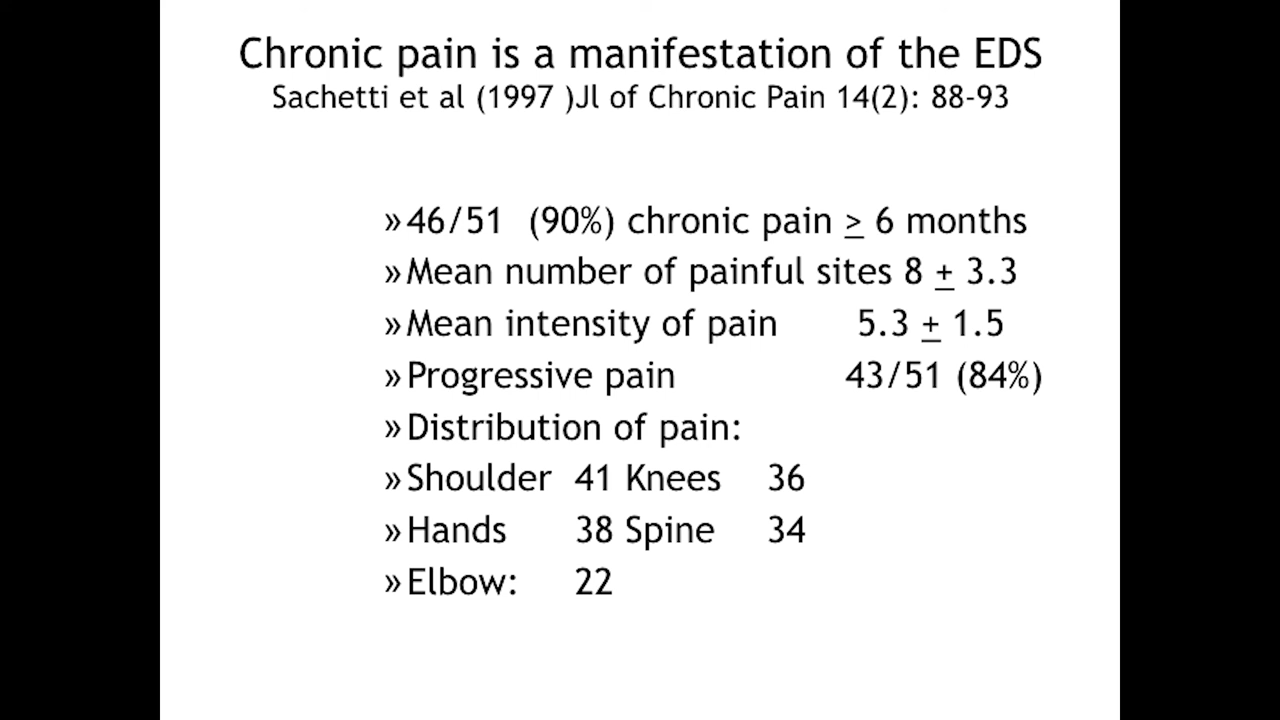 Chronic pain is a manifestation of the EDS
Sachetti et al (1997 )Jl of Chronic Pain 14(2): 88-93
»46/51 (90%) chronic pain ≥ 6 months
»Mean number of painful sites 8 ± 3.3
»Mean intensity of pain 5.3 ± 1.5
»Progressive pain 43/51 (84%)
»Distribution of pain:
»Shoulder 41 Knees 36
»Hands 38 Spine 34
»Elbow: 22